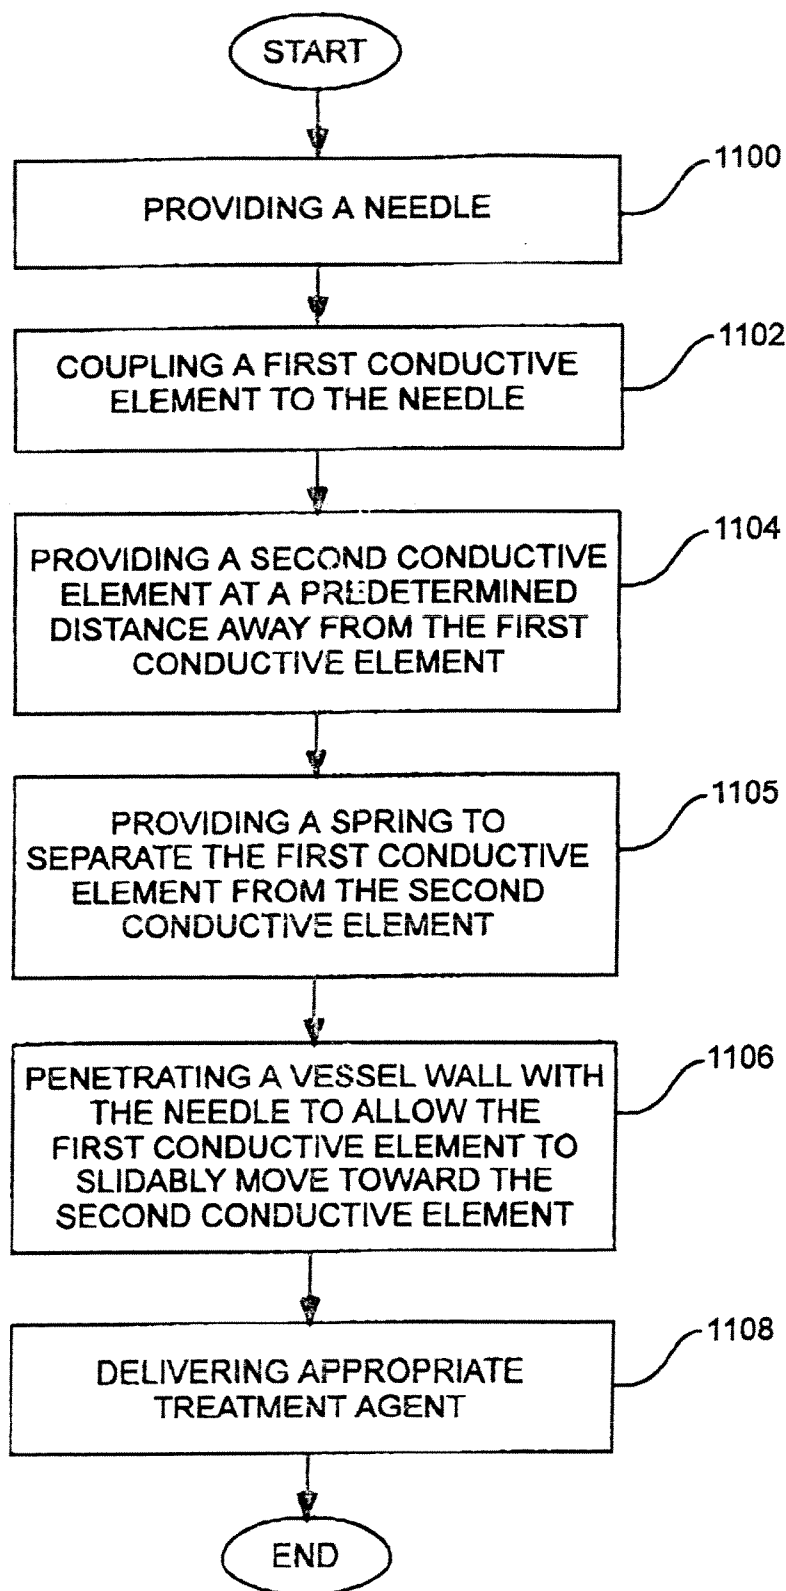 START
1100
PROVIDING A NEEDLE
1102
COUPLING A FIRST CONDUCTIVE
ELEMENT TO THE NEEDLE
1104
PROVIDING A SECOND CONDUCTIVE
ELEMENT AT A PREDETERMINED
DISTANCE AWAY FROM THE FIRST
CONDUCTIVE ELEMENT
1105
PROVIDING A SPRING TO
SEPARATE THE FIRST CONDUCTIVE
ELEMENT FROM THE SECOND
CONDUCTIVE ELEMENT
1106
PENETRATING A VESSEL WALL WITH
THE NEEDLE TO ALLOW THE
FIRST CONDUCTIVE ELEMENT TO
SLIDABLY MOVE TOWARD THE
SECOND CONDUCTIVE ELEMENT
1108
DELIVERING APPROPRIATE
TREATMENT AGENT
END